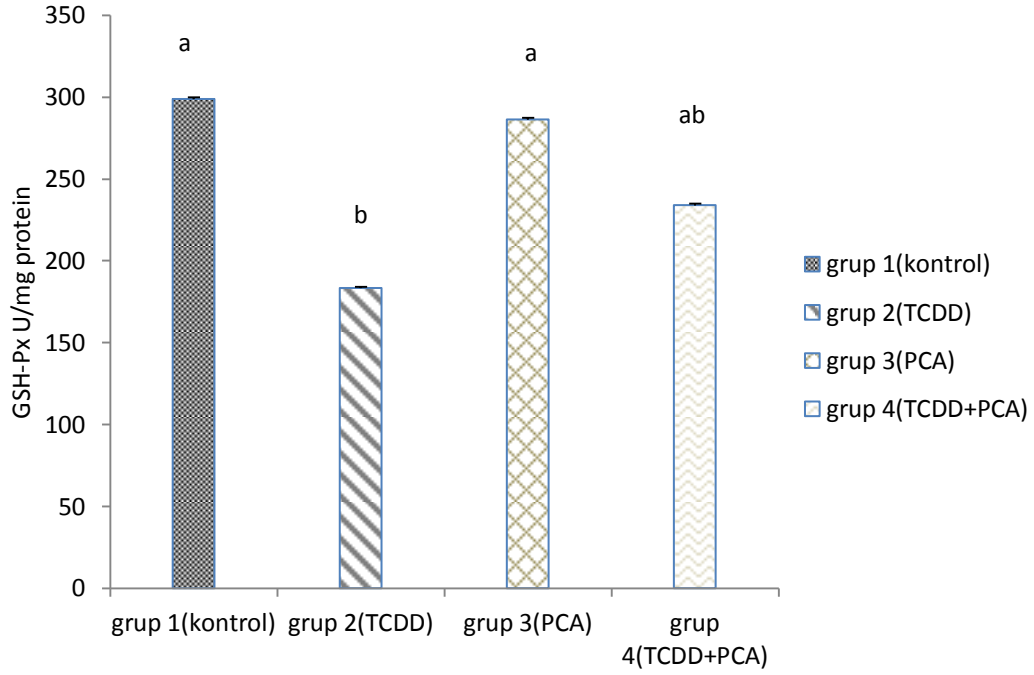 350
300
250
200
150
100
50
0
GSH-Px U/mg protein
a
b
a
ab
grup 1(kontrol)
grup 2(TCDD)
grup 3(PCA)
grup
4(TCDD+PCA)
grup 1(kontrol)
grup 2(TCDD)
grup 3(PCA)
grup 4(TCDD+PCA)